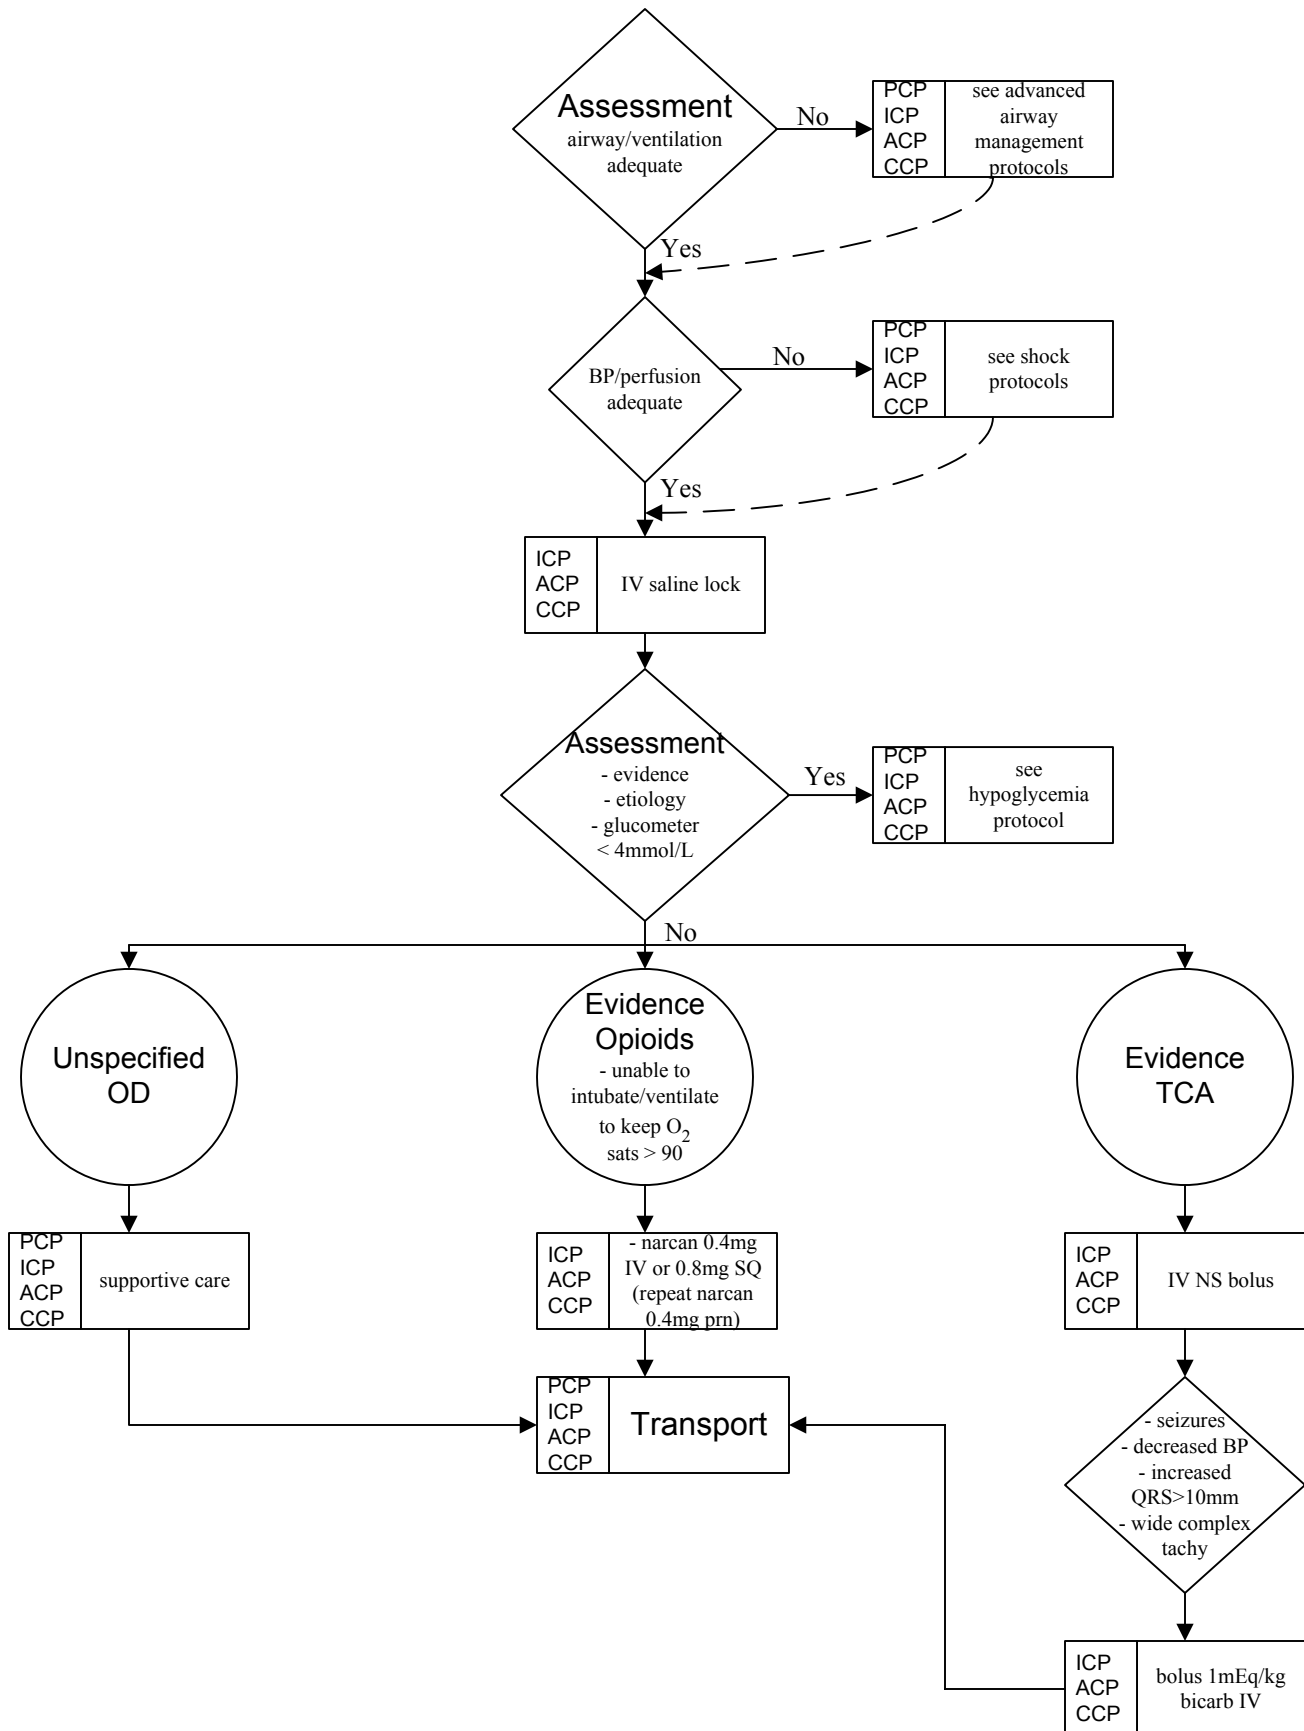 Assessment
airway/ventilation
adequate
No
PCP
ICP
ACP
CCP
see advanced
airway
management
protocols
Yes
BP/perfusion
adequate
No
PCP
ICP
ACP
CCP
see shock
protocols
Yes
ICP
ACP
CCP
IV saline lock
Assessment
- evidence
- etiology
- glucometer
< 4mmol/L
Yes
PCP
ICP
ACP
CCP
see
hypoglycemia
protocol
No
Unspecified
OD
Evidence
Opioids
- unable to
intubate/ventilate
to keep O2
sats > 90
Evidence
TCA
PCP
ICP
ACP
CCP
supportive care
ICP
ACP
CCP
- narcan 0.4mg
IV or 0.8mg SQ
(repeat narcan
0.4mg prn)
ICP
ACP
CCP
IV NS bolus
PCP
ICP
ACP
CCP
Transport
- seizures
- decreased BP
- increased
QRS>10mm
- wide complex
tachy
ICP
ACP
CCP
bolus 1mEq/kg
bicarb IV